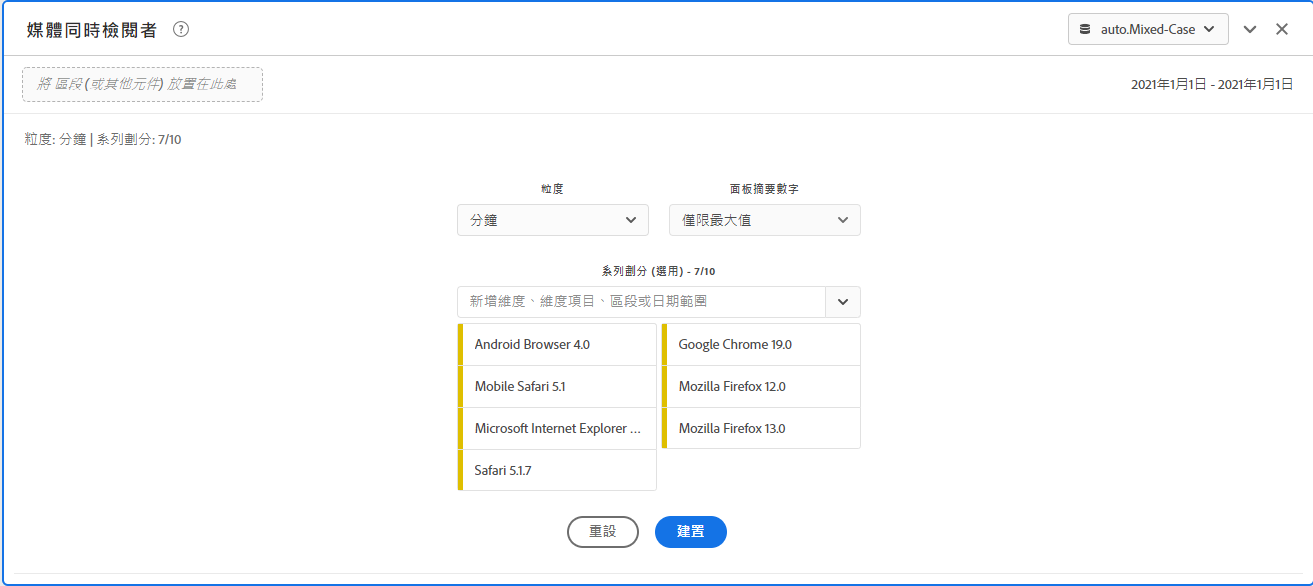 媒體同時檢閱者 ?
auto.Mixed-Case
將 區段 (或其他元件) 放置在此處
2021年1月1日 - 2021年1月1日
粒度: 分鐘 | 系列劃分: 7/10
粒度
面板摘要數字
分鐘
僅限最大值
系列劃分 (選用) - 7/10
新增維度、維度項目、區段或日期範圍
Android Browser 4.0
Google Chrome 19.0
Mobile Safari 5.1
Mozilla Firefox 12.0
Microsoft Internet Explorer ...
Mozilla Firefox 13.0
Safari 5.1.7
重設
建置